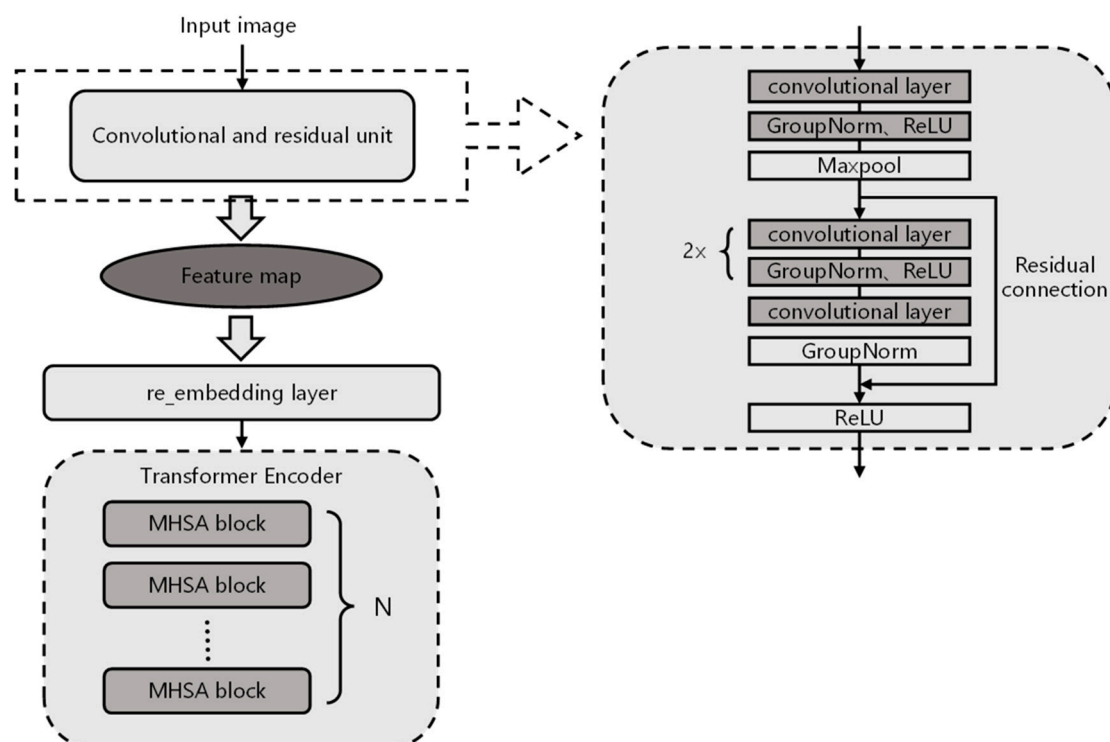 Input image
Convolutional and residual unit
Feature map
re_embedding layer
Transformer Encoder
MHSA block
MHSA block
MHSA block
N
convolutional layer
GroupNorm、ReLU
Maxpool
2x
convolutional layer
GroupNorm、ReLU
convolutional layer
GroupNorm
ReLU
Residual
connection